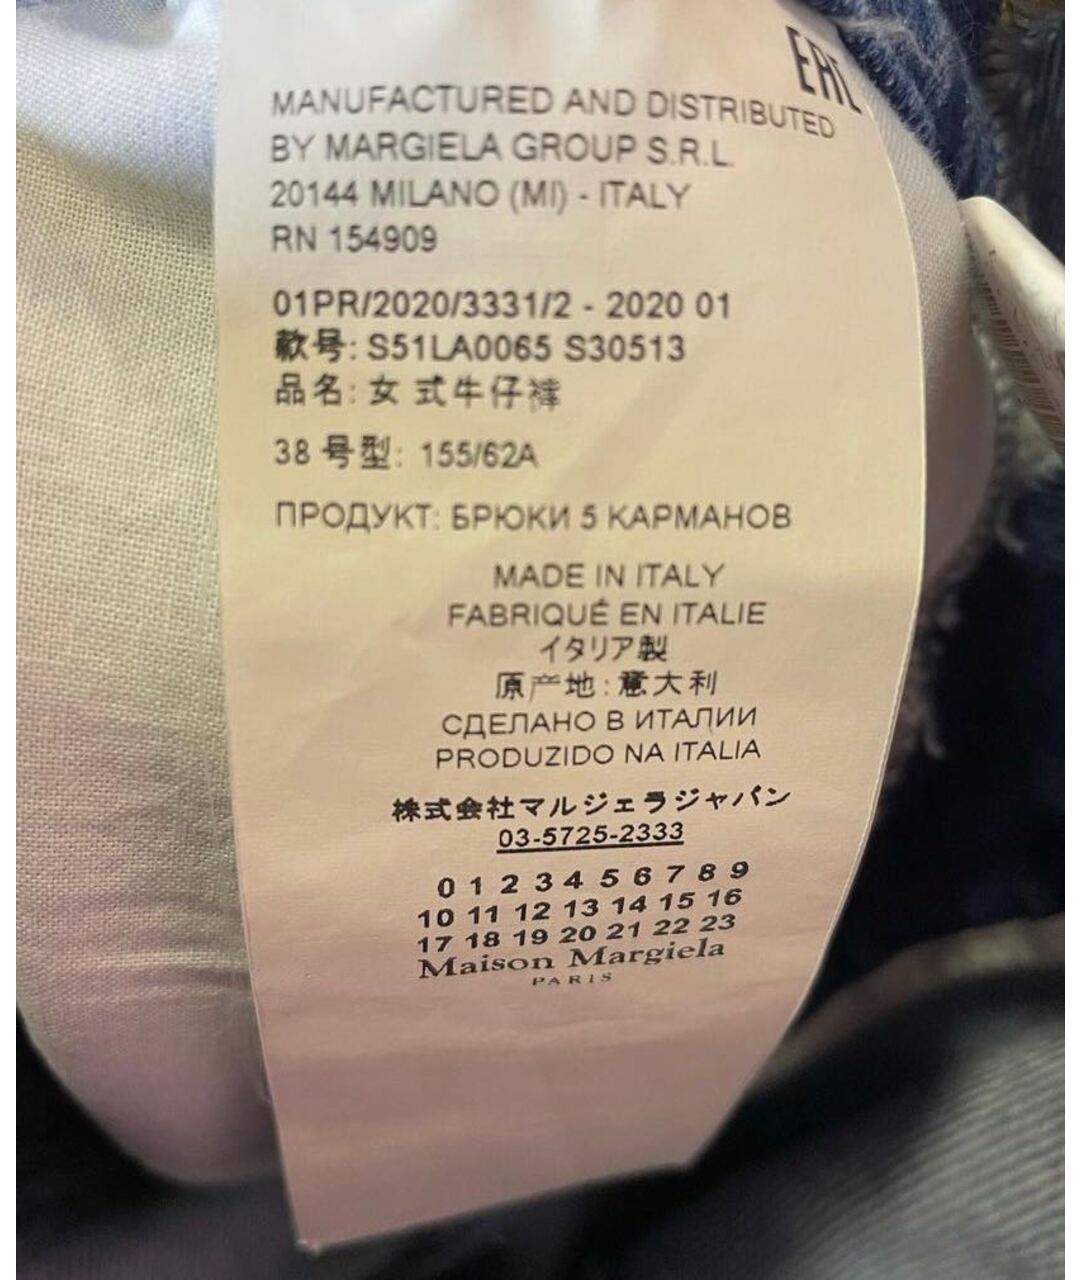 EAC
MANUFACTURED AND DISTRIBUTED
BY MARGIELA GROUP S.R.L.
20144 MILANO (MI) - ITALY
RN 154909
01PR/2020/3331/2 - 2020 01
款号: S51LA0065 S30513
品名: 女式牛仔裤
38 号型: 155/62A
ПРОДУКТ: БРЮКИ 5 КАРМАНОВ
MADE IN ITALY
FABRIQUÉ EN ITALIE
イタリア製
原产地: 意大利
СДЕЛАНО В ИТАЛИИ
PRODUZIDO NA ITALIA
株式会社マルジェラジャパン
03-5725-2333
0 1 2 3 4 5 6 7 8 9
10 11 12 13 14 15 16
17 18 19 20 21 22 23
Maison Margiela
PARIS